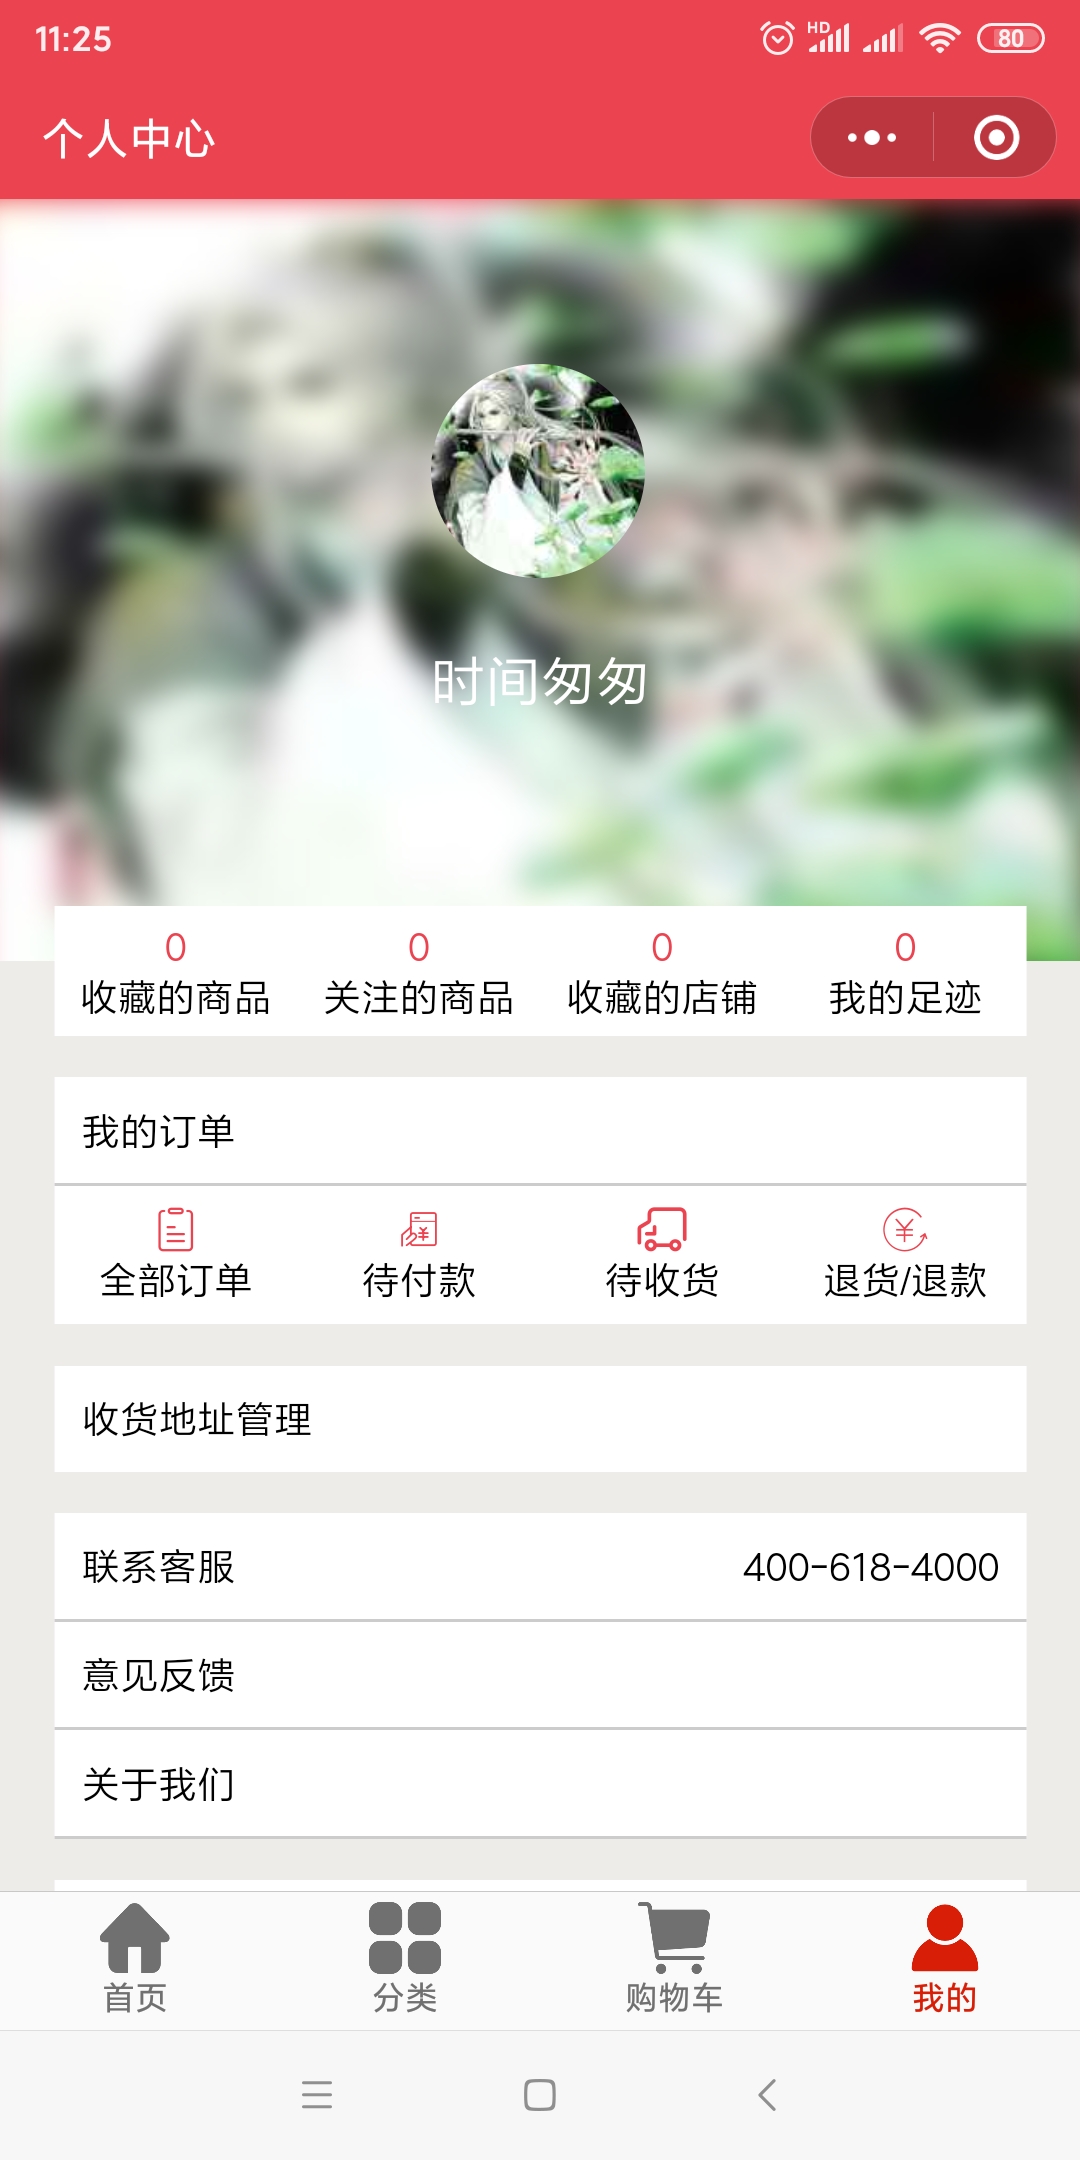 11:25
HD
80
个人中心
时间匆匆
0 0 0 0
收藏的商品 关注的商品 收藏的店铺 我的足迹
我的订单
全部订单 待付款 待收货 退货/退款
收货地址管理
联系客服 400-618-4000
意见反馈
关于我们
首页 分类 购物车 我的